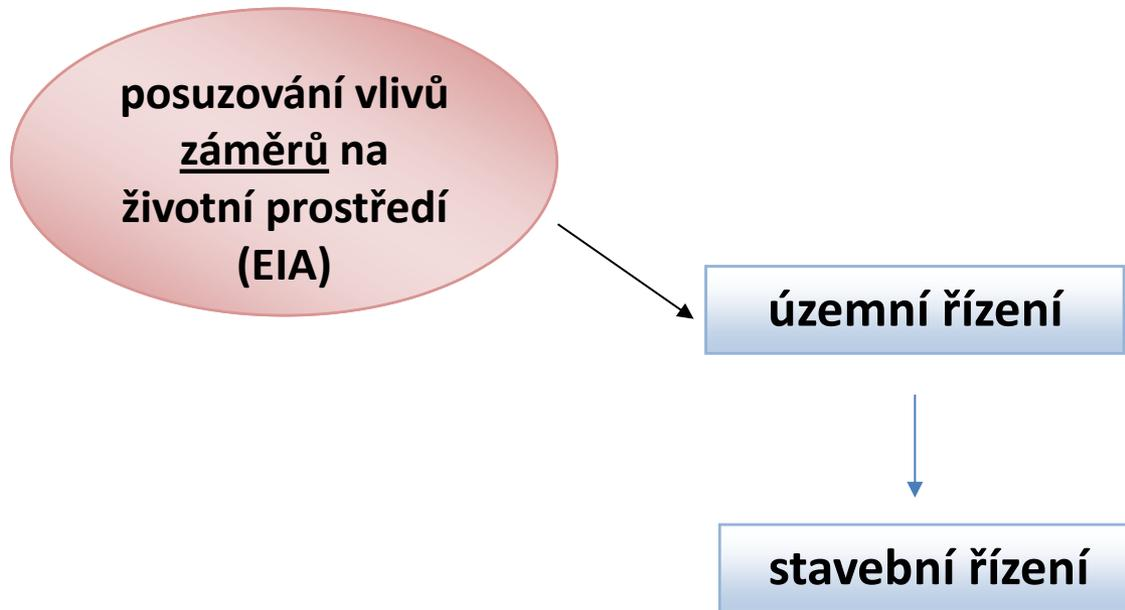 posuzování vlivů
záměrů na
životní prostředí
(EIA)
územní řízení
stavební řízení